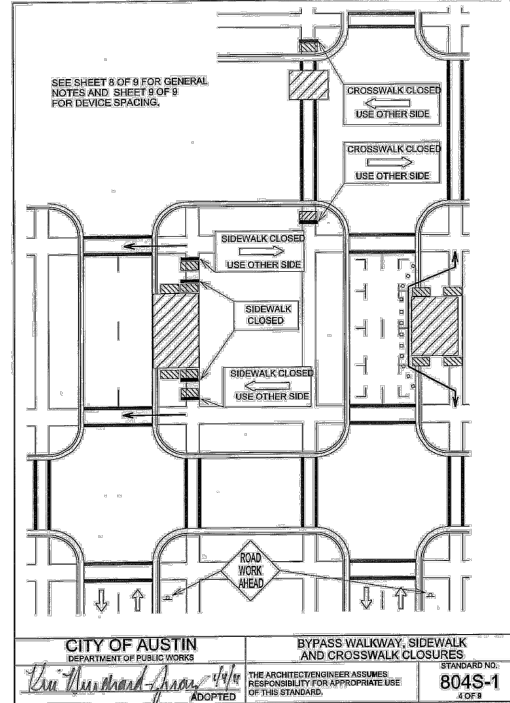 SEE SHEET 8 OF 9 FOR GENERAL
NOTES AND SHEET 9 OF 9
FOR DEVICE SPACING.
CROSSWALK CLOSED
USE OTHER SIDE
CROSSWALK CLOSED
USE OTHER SIDE
SIDEWALK CLOSED
USE OTHER SIDE
SIDEWALK
CLOSED
SIDEWALK CLOSED
USE OTHER SIDE
ROAD
WORK
AHEAD
CITY OF AUSTIN
DEPARTMENT OF PUBLIC WORKS
ADOPTED
BYPASS WALKWAY, SIDEWALK
AND CROSSWALK CLOSURES
THE ARCHITECT/ENGINEER ASSUMES
RESPONSIBILITY FOR APPROPRIATE USE
OF THIS STANDARD.
STANDARD NO.
804S-1
4 OF 9